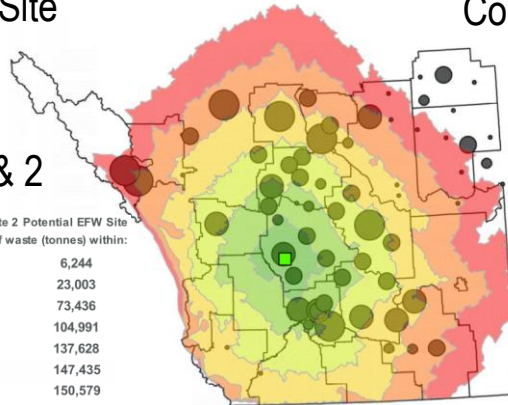 Site
Co
& 2
te 2 Potential EFW Site
f waste (tonnes) within:
6,244
23,003
73,436
104,991
137,628
147,435
150,579